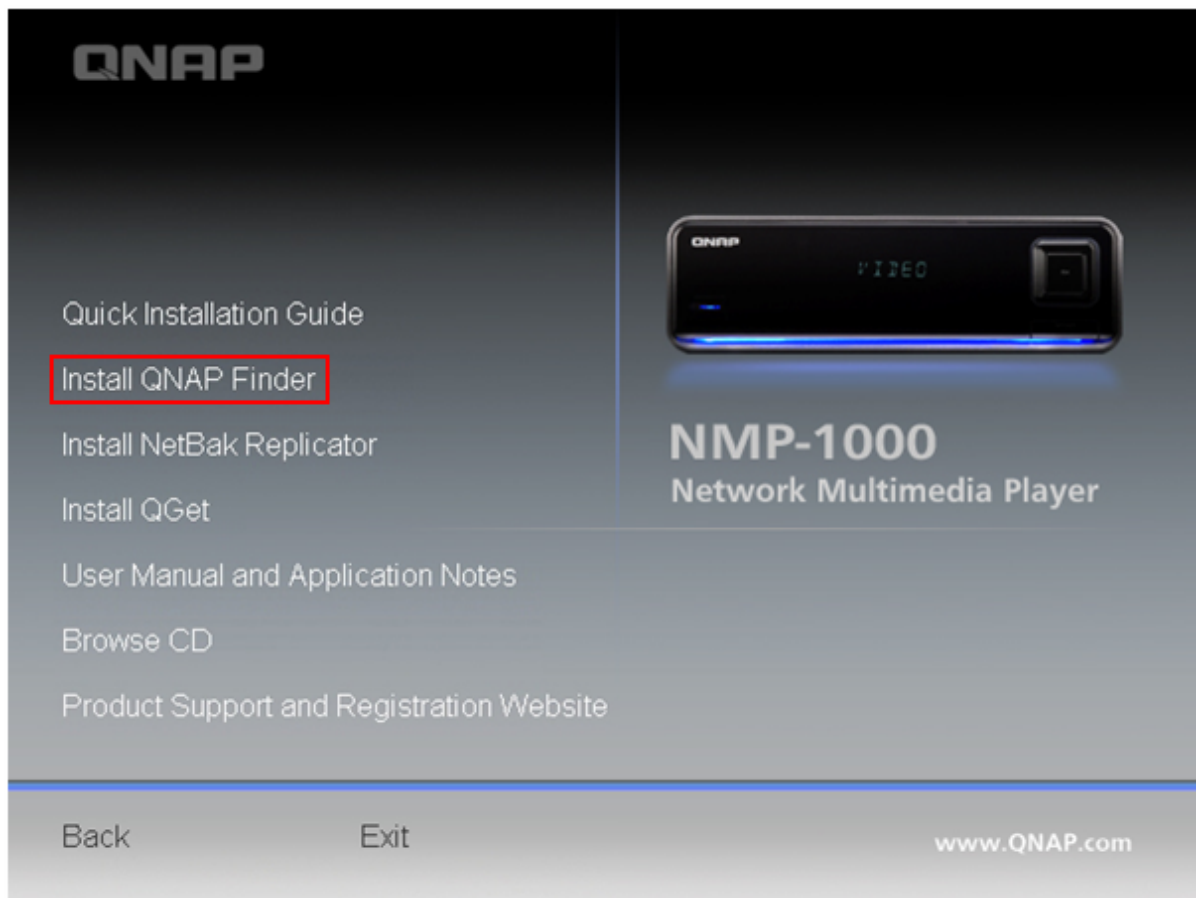 QNAP
QNAP
VIDEO
Quick Installation Guide
Install QNAP Finder
Install NetBak Replicator
Install QGet
User Manual and Application Notes
Browse CD
Product Support and Registration Website
NMP-1000
Network Multimedia Player
Back
Exit
www.QNAP.com